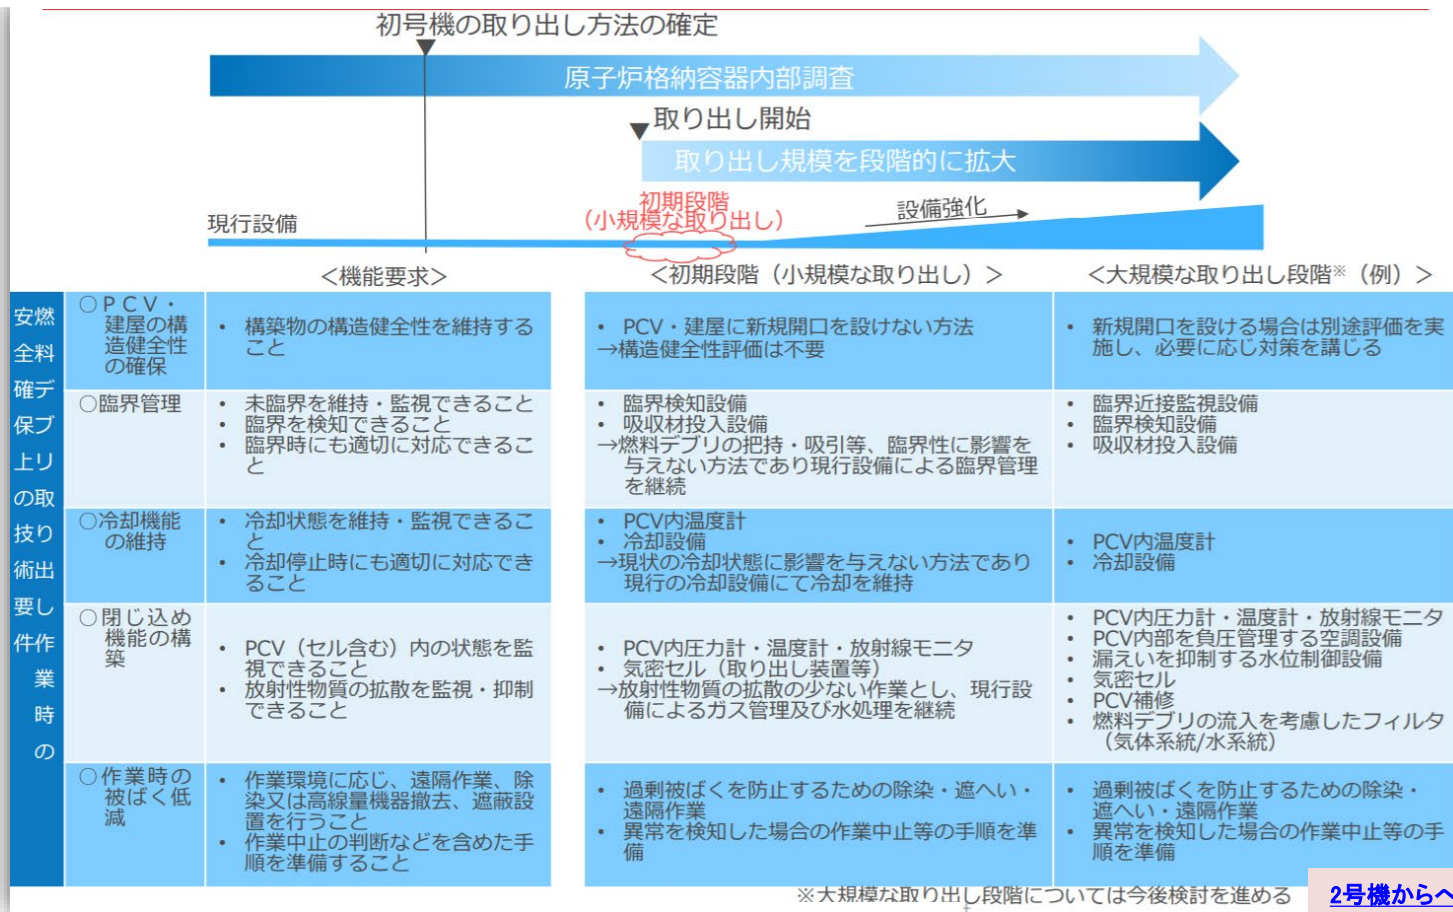 初号機の取り出し方法の確定
原子炉格納容器内部調査
取り出し開始
取り出し規模を段階的に拡大
初期段階
（小規模な取り出し）
設備強化
現行設備
＜機能要求＞
＜初期段階（小規模な取り出し）＞
＜大規模な取り出し段階※（例）＞
燃料デブリ取り出し作業時の
安全確保上の技術要件
○ＰＣＶ・
建屋の構
造健全性
の確保
• 構築物の構造健全性を維持する
こと
• PCV・建屋に新規開口を設けない方法
→構造健全性評価は不要
• 新規開口を設ける場合は別途評価を実
施し、必要に応じ対策を講じる
○臨界管理
• 未臨界を維持・監視できること
• 臨界を検知できること
• 臨界時にも適切に対応できるこ
と
• 臨界検知設備
• 吸収材投入設備
→燃料デブリの把持・吸引等、臨界性に影響を
与えない方法であり現行設備による臨界管理
を継続
• 臨界近接監視設備
• 臨界検知設備
• 吸収材投入設備
○冷却機能
の維持
• 冷却状態を維持・監視できるこ
と
• 冷却停止時にも適切に対応でき
ること
• PCV内温度計
• 冷却設備
→現状の冷却状態に影響を与えない方法であり
現行の冷却設備にて冷却を維持
• PCV内温度計
• 冷却設備
○閉じ込め
機能の構
築
• PCV（セル含む）内の状態を監
視できること
• 放射性物質の拡散を監視・抑制
できること
• PCV内圧力計・温度計・放射線モニタ
• 気密セル（取り出し装置等）
→放射性物質の拡散の少ない作業とし、現行設
備によるガス管理及び水処理を継続
• PCV内圧力計・温度計・放射線モニタ
• PCV内部を負圧管理する空調設備
• 漏えいを抑制する水位制御設備
• 気密セル
• PCV補修
• 燃料デブリの流入を考慮したフィルタ
（気体系統/水系統）
○作業時の
被ばく低
減
• 作業環境に応じ、遠隔作業、除
染又は高線量機器撤去、遮蔽設
置を行うこと
• 作業中止の判断などを含めた手
順を準備すること
• 過剰被ばくを防止するための除染・遮へい・
遠隔作業
• 異常を検知した場合の作業中止等の手順を準
備
• 過剰被ばくを防止するための除染・
遮へい・遠隔作業
• 異常を検知した場合の作業中止等の手
順を準備
※大規模な取り出し段階については今後検討を進める
2号機からへ